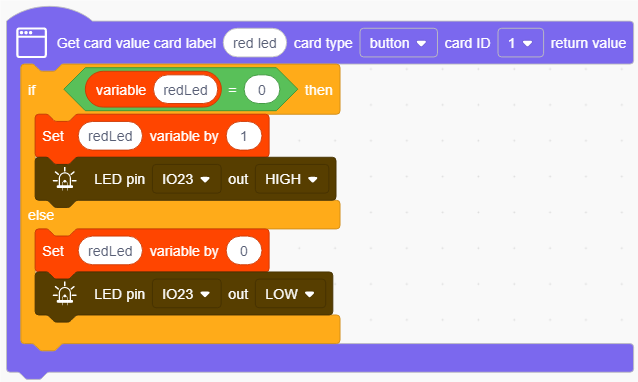 Get card value card label red led card type button card ID 1 return value
if variable redLed = 0 then
Set redLed variable by 1
LED pin IO23 out HIGH
else
Set redLed variable by 0
LED pin IO23 out LOW